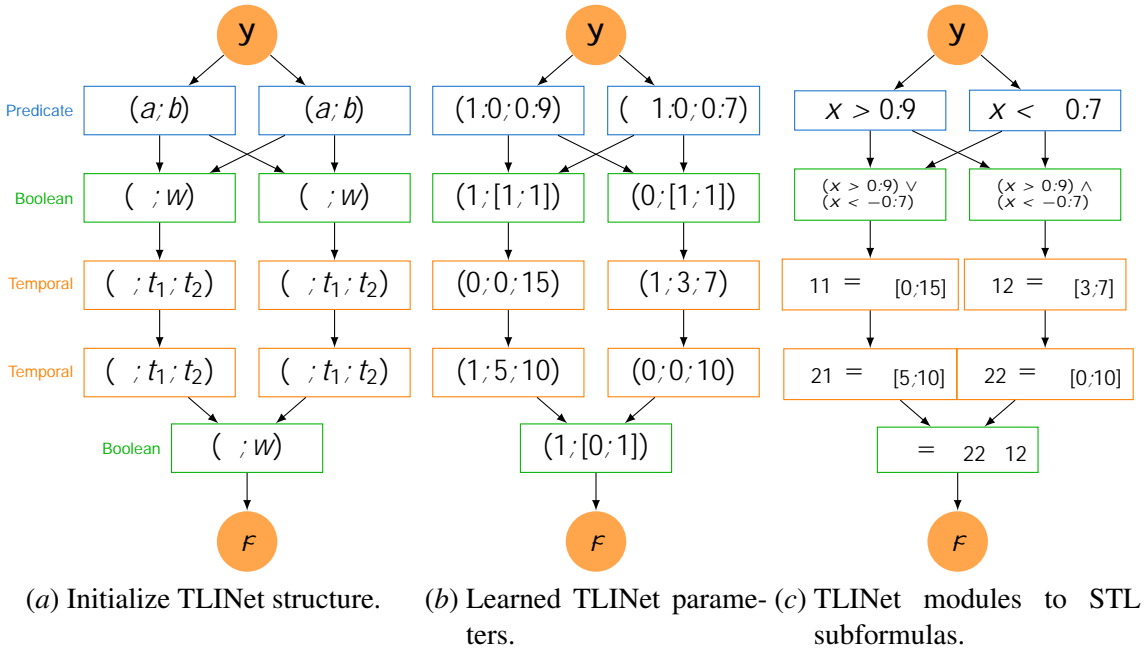 y y y
Predicate (a; b) (a; b) (1:0; 0:9) ( 1:0; 0:7) x > 0:9 x < 0:7
Boolean ( ; w) ( ; w) (1; [1; 1]) (0; [1; 1]) (x > 0:9) ∨ (x > 0:9) ∧
(x < −0:7) (x < −0:7)
Temporal ( ; t1; t2) ( ; t1; t2) (0; 0; 15) (1; 3; 7) 11 = [0;15] 12 = [3;7]
Temporal ( ; t1; t2) ( ; t1; t2) (1; 5; 10) (0; 0; 10) 21 = [5;10] 22 = [0;10]
Boolean ( ; w) (1; [0; 1]) = 22 12
r r r
(a) Initialize TLINet structure. (b) Learned TLINet parame- (c) TLINet modules to STL
ters. subformulas.